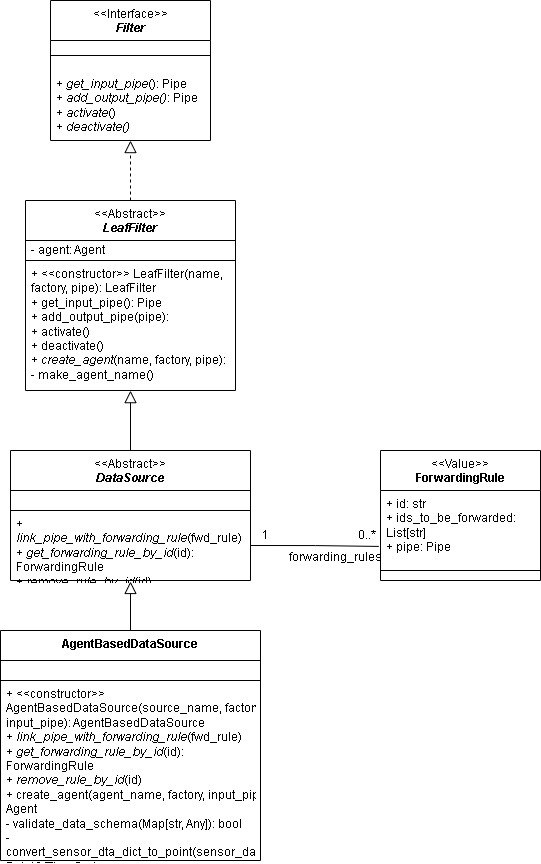 <<Interface>>
Filter
+ get_input_pipe(): Pipe
+ add_output_pipe(): Pipe
+ activate()
+ deactivate()
<<Abstract>>
LeafFilter
- agent: Agent
+ <<constructor>> LeafFilter(name,
factory, pipe): LeafFilter
+ get_input_pipe(): Pipe
+ add_output_pipe(pipe):
+ activate()
+ deactivate()
+ create_agent(name, factory, pipe):
- make_agent_name()
<<Abstract>>
DataSource
+
link_pipe_with_forwarding_rule(fwd_rule)
+ get_forwarding_rule_by_id(id):
ForwardingRule
+ remove_rule_by_id(id)
1
0..*
forwarding_rules
<<Value>>
ForwardingRule
+ id: str
+ ids_to_be_forwarded:
List[str]
+ pipe: Pipe
AgentBasedDataSource
+ <<constructor>>
AgentBasedDataSource(source_name, factor
input_pipe): AgentBasedDataSource
+ link_pipe_with_forwarding_rule(fwd_rule)
+ get_forwarding_rule_by_id(id):
ForwardingRule
+ remove_rule_by_id(id)
+ create_agent(agent_name, factory, input_pip
Agent
- validate_data_schema(Map[str, Any]): bool
-
convert_sensor_dta_dict_to_point(sensor_da